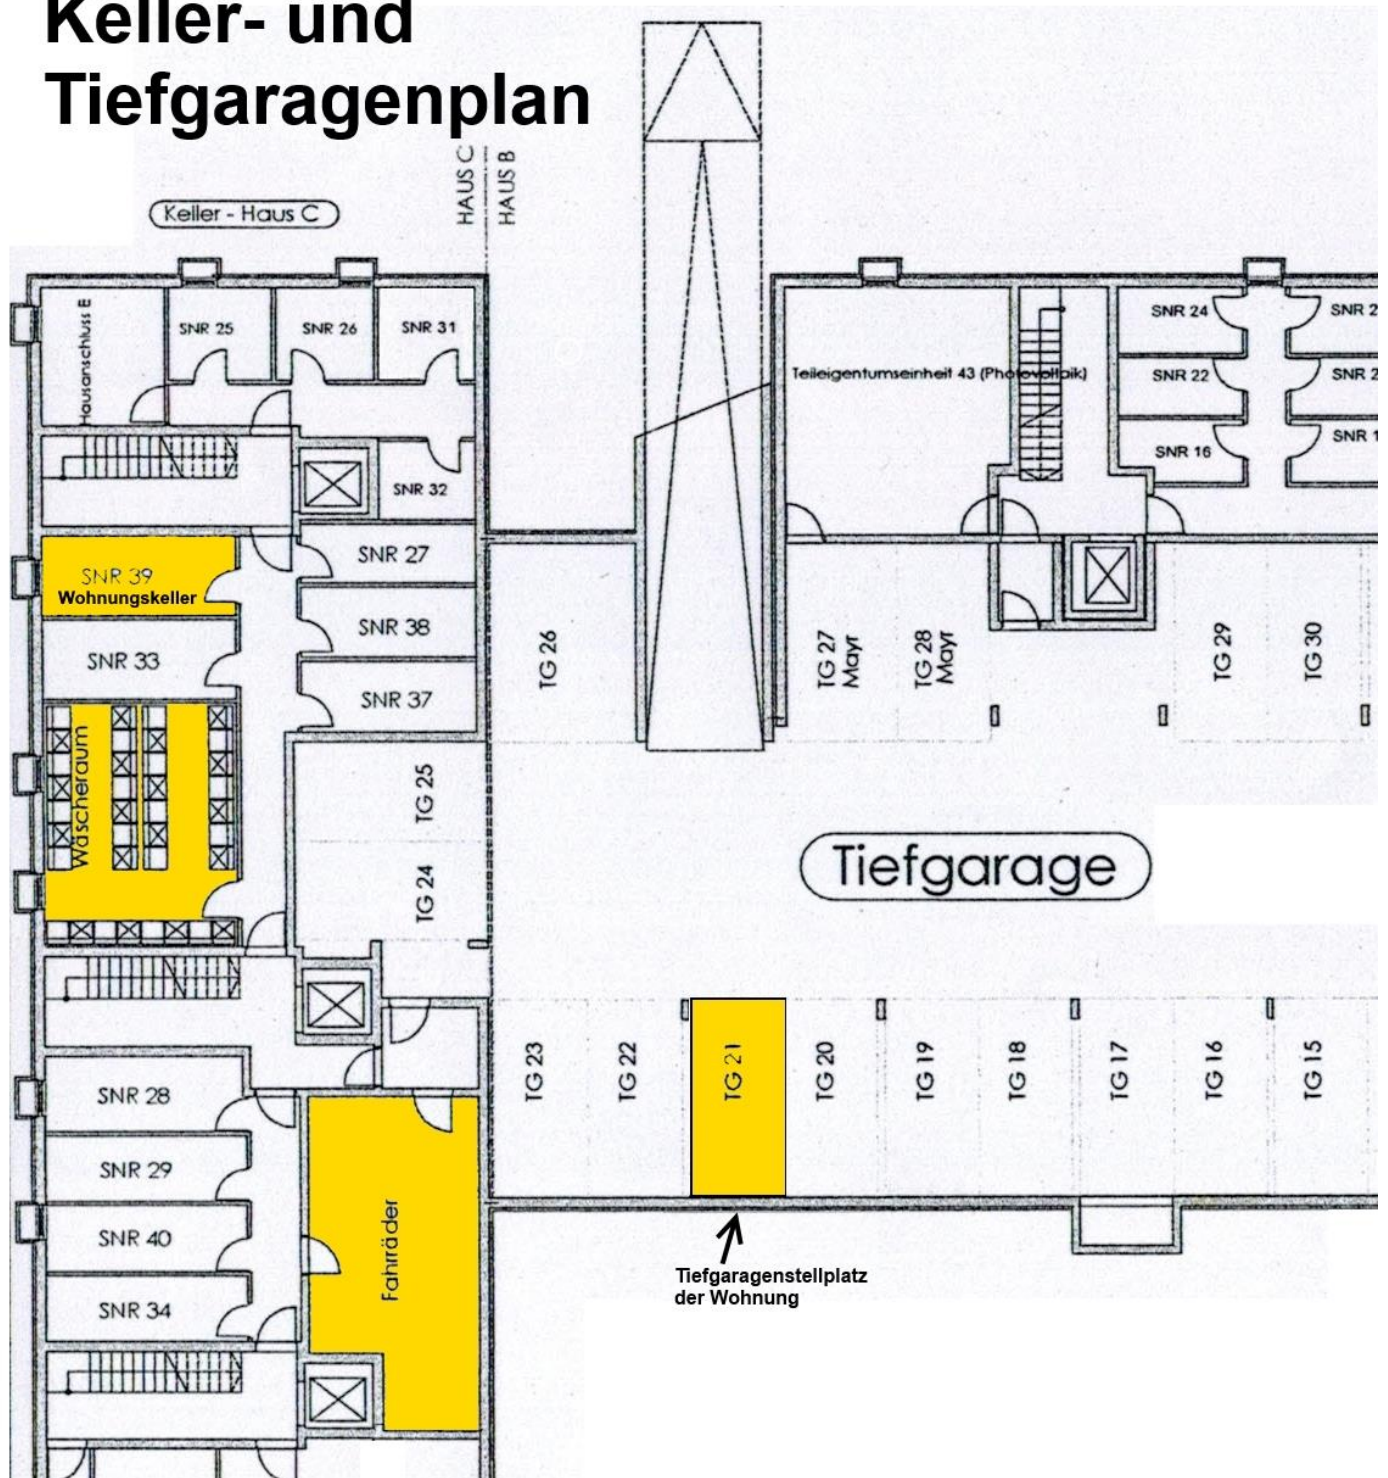 Keller- und
Tiefgaragenplan
HAUS C
HAUS B
Keller - Haus C
Hausanschluss E
SNR 25
SNR 26
SNR 31
SNR 32
SNR 24
SNR 22
SNR 16
Teileigentumseinheit 43 (Photovoltaik)
SNR 39
Wohnungskeller
SNR 27
SNR 38
SNR 33
SNR 37
Wäscheraum
TG 25
TG 24
TG 26
TG 27
Mayr
TG 28
Mayr
TG 29
TG 30
Tiefgarage
TG 23
TG 22
TG 21
TG 20
TG 19
TG 18
TG 17
TG 16
TG 15
SNR 28
SNR 29
SNR 40
SNR 34
Fahrräder
Tiefgaragenstellplatz
der Wohnung